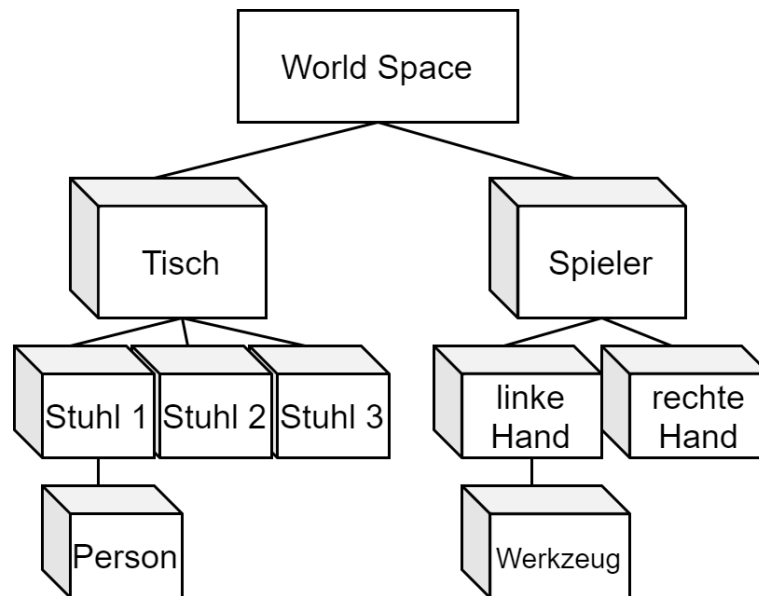 World Space
Tisch
Spieler
Stuhl 1
Stuhl 2
Stuhl 3
linke
Hand
rechte
Hand
Person
Werkzeug